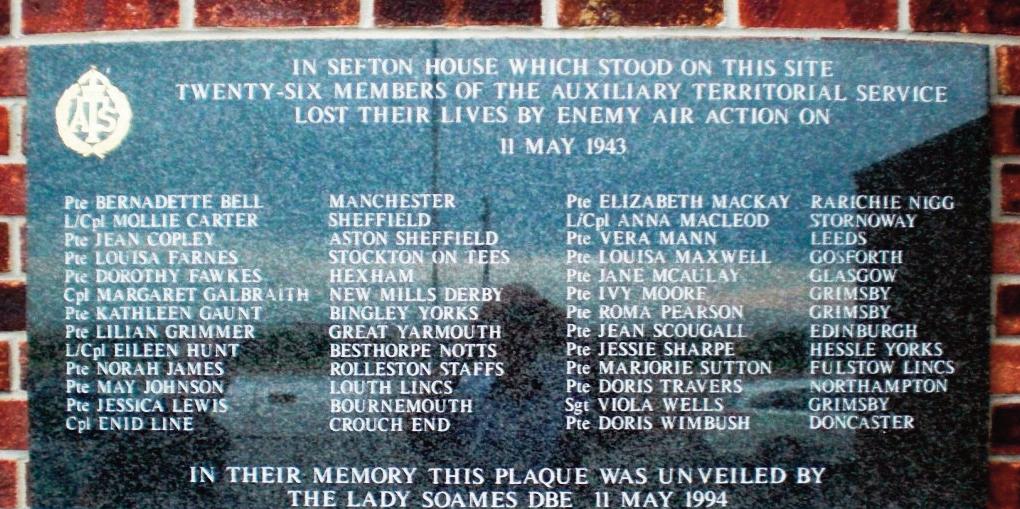 ATS
IN SEFTON HOUSE WHICH STOOD ON THIS SITE
TWENTY-SIX MEMBERS OF THE AUXILIARY TERRITORIAL SERVICE
LOST THEIR LIVES BY ENEMY AIR ACTION ON
11 MAY 1943
Pte BERNADETTE BELL MANCHESTER
L/Cpl MOLLIE CARTER SHEFFIELD
Pte JEAN COPLEY ASTON SHEFFIELD
Pte LOUISA FARNES STOCKTON ON TEES
Pte DOROTHY FAWKES HEXHAM
Cpl MARGARET GALBRAITH NEW MILLS DERBY
Pte KATHLEEN GAUNT BINGLEY YORKS
Pte LILIAN GRIMMER GREAT YARMOUTH
L/Cpl EILEEN HUNT BESTHORPE NOTTS
Pte NORAH JAMES ROLLESTON STAFFS
Pte MAY JOHNSON LOUTH LINCS
Pte JESSICA LEWIS BOURNEMOUTH
Cpl ENID LINE CROUCH END
Pte ELIZABETH MACKAY RARICHIE NIGG
L/Cpl ANNA MACLEOD STORNOWAY
Pte VERA MANN LEEDS
Pte LOUISA MAXWELL GOSFORTH
Pte JANE MCAULAY GLASGOW
Pte IVY MOORE GRIMSBY
Pte ROMA PEARSON GRIMSBY
Pte JEAN SCOUGALL EDINBURGH
Pte JESSIE SHARPE HESSLE YORKS
Pte MARJORIE SUTTON FULSTOW LINCS
Pte DORIS TRAVERS NORTHAMPTON
Sgt VIOLA WELLS GRIMSBY
Pte DORIS WIMBUSH DONCASTER
IN THEIR MEMORY THIS PLAQUE WAS UNVEILED BY
THE LADY SOAMES DBE 11 MAY 1994